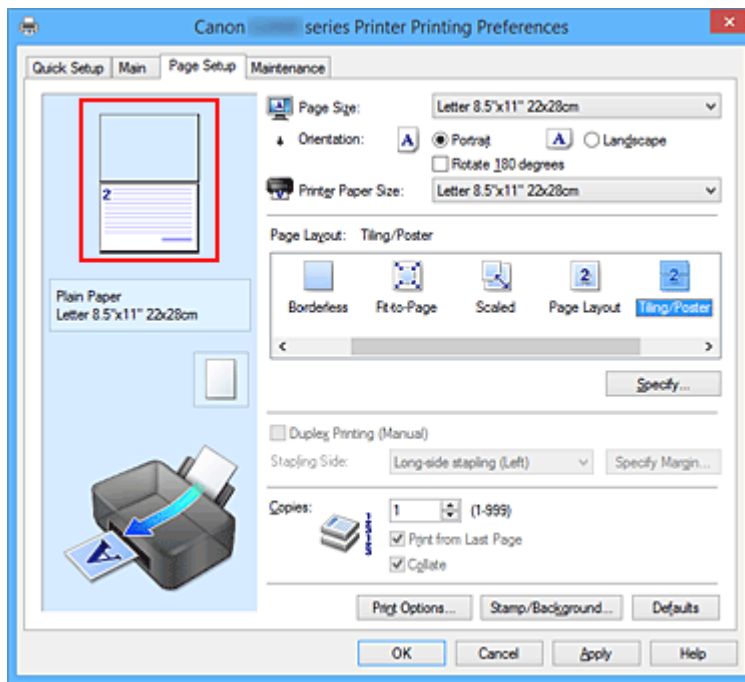 Canon series Printer Printing Preferences
Quick Setup Main Page Setup Maintenance
2
Plain Paper
Letter 8.5"x11" 22x28cm
Page Size: Letter 8.5"x11" 22x28cm
Orientation: A Portrait A Landscape
Rotate 180 degrees
Printer Paper Size: Letter 8.5"x11" 22x28cm
Page Layout: Tiling/Poster
2 2
Borderless Fit-to-Page Scaled Page Layout Tiling/Poster
Specify...
Duplex Printing (Manual)
Stapling Side: Long-side stapling (Left) Specify Margin...
Copies: 1 (1-999)
Print from Last Page
Collate
A
Print Options... Stamp/Background... Defaults
OK Cancel Apply Help